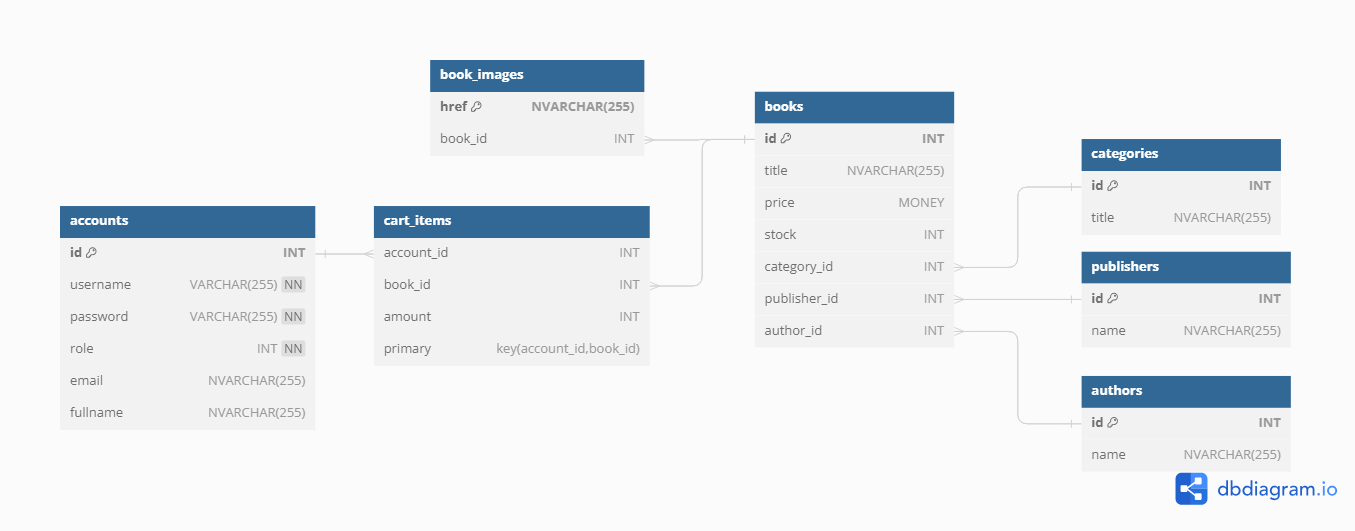 book_images
href NVARCHAR(255)
book_id INT
books
id INT
title NVARCHAR(255)
price MONEY
stock INT
category_id INT
publisher_id INT
author_id INT
categories
id INT
title NVARCHAR(255)
accounts
id INT
username VARCHAR(255) NN
password VARCHAR(255) NN
role INT NN
email NVARCHAR(255)
fullname NVARCHAR(255)
cart_items
account_id INT
book_id INT
amount INT
primary key(account_id,book_id)
publishers
id INT
name NVARCHAR(255)
authors
id INT
name NVARCHAR(255)
dbdiagram.io